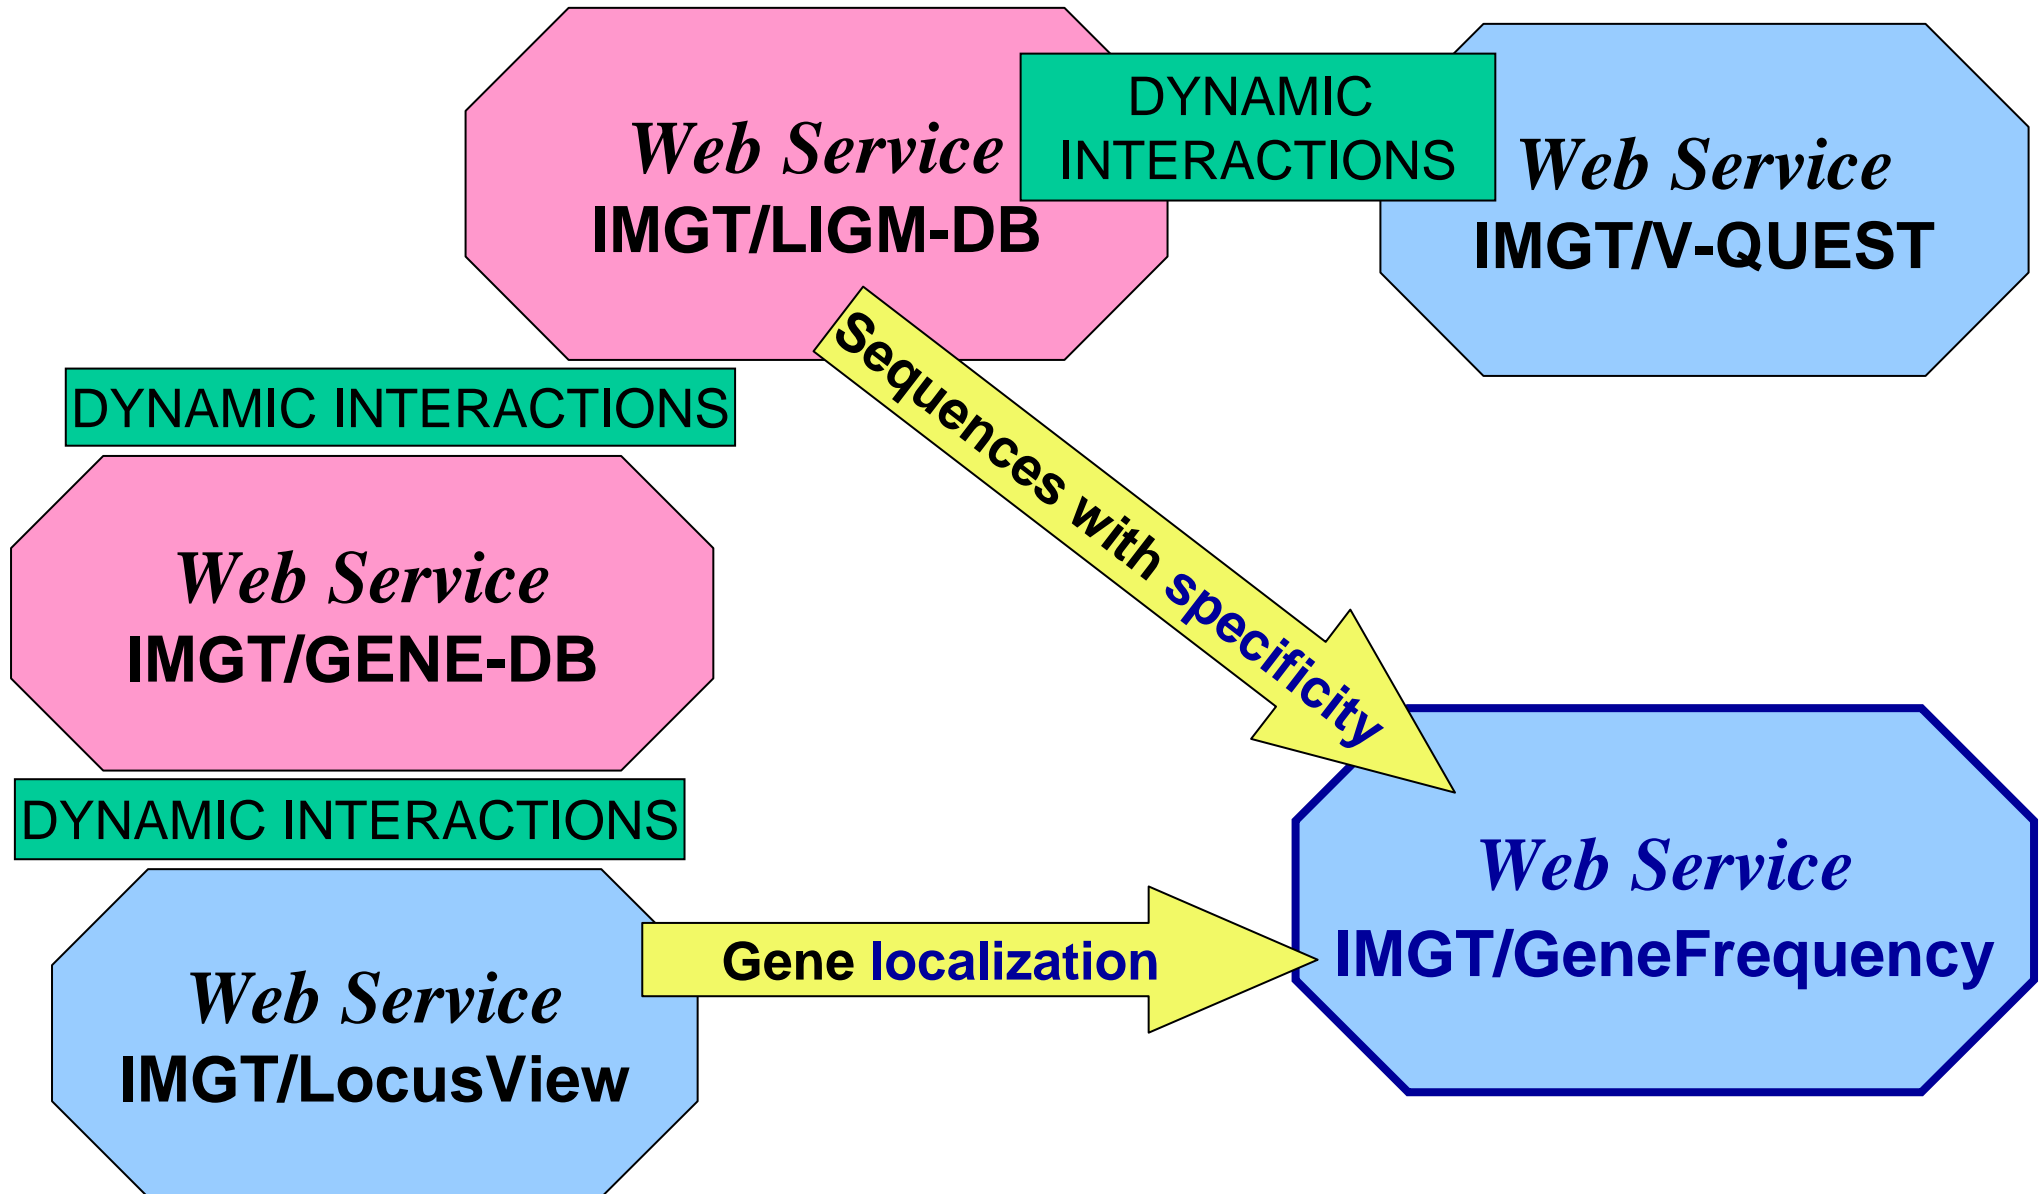 Web Service
IMGT/LIGM-DB
DYNAMIC
INTERACTIONS
Web Service
IMGT/V-QUEST
Sequences with specificity
DYNAMIC INTERACTIONS
Web Service
IMGT/GENE-DB
DYNAMIC INTERACTIONS
Web Service
IMGT/LocusView
Gene localization
Web Service
IMGT/GeneFrequency